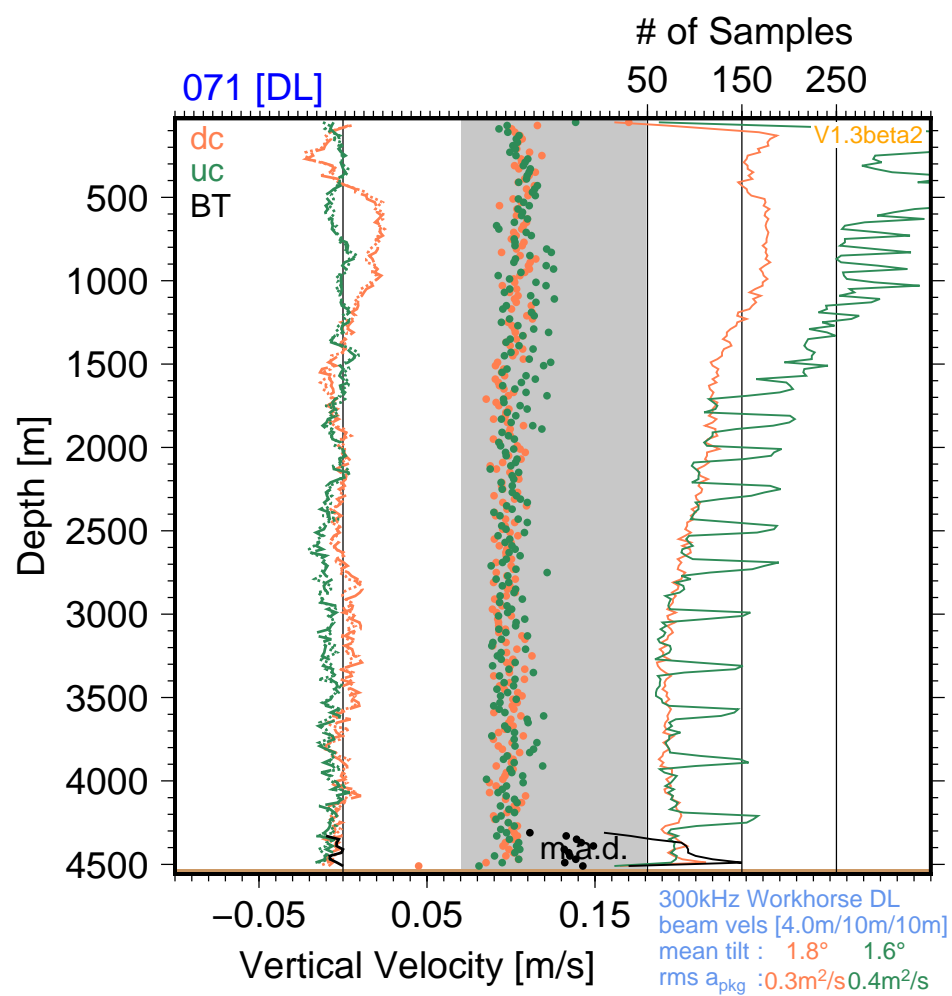 # of Samples
50 150 250
071 [DL]
V1.3beta2
dc
uc
BT
500
1000
1500
2000
2500
3000
3500
4000
4500
Depth [m]
m.a.d.
−0.05 0.05 0.15
Vertical Velocity [m/s]
300kHz Workhorse DL
beam vels [4.0m/10m/10m]
mean tilt : 1.8° 1.6°
rms a_pkg :0.3m²/s 0.4m²/s